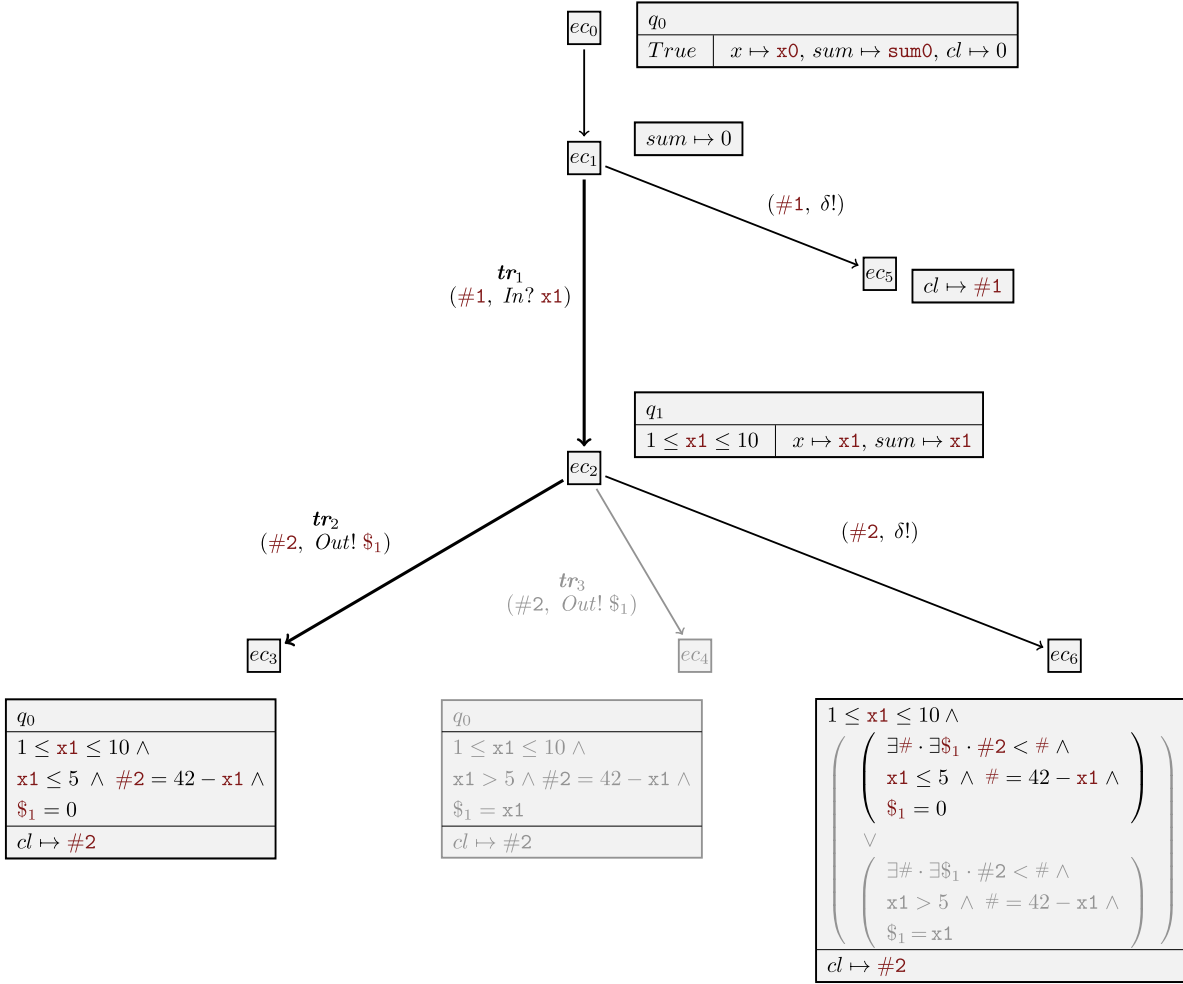 ec₀
q₀
True x ↦ x0, sum ↦ sum0, cl ↦ 0
ec₁
sum ↦ 0
(#1, δ!)
ec₅
cl ↦ #1
tr₁
(#1, In? x1)
q₁
1 ≤ x1 ≤ 10 x ↦ x1, sum ↦ x1
ec₂
tr₂
(#2, Out! $₁)
tr₃
(#2, Out! $₁)
(#2, δ!)
ec₃
ec₄
ec₆
q₀
1 ≤ x1 ≤ 10 ∧
x1 ≤ 5 ∧ #2 = 42 − x1 ∧
$₁ = 0
cl ↦ #2
q₀
1 ≤ x1 ≤ 10 ∧
x1 > 5 ∧ #2 = 42 − x1 ∧
$₁ = x1
cl ↦ #2
1 ≤ x1 ≤ 10 ∧
∃# · ∃$₁ · #2 < # ∧
x1 ≤ 5 ∧ # = 42 − x1 ∧
$₁ = 0
∨
∃# · ∃$₁ · #2 < # ∧
x1 > 5 ∧ # = 42 − x1 ∧
$₁ = x1
cl ↦ #2